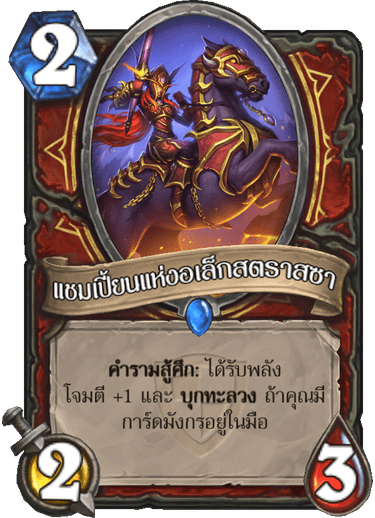 2
แชมเปี้ยนแห่งอเล็กสตราสซา
คำรามสู้ศึก: ได้รับพลัง
โจมตี +1 และ บุกทะลวง ถ้าคุณมี
การ์ดมังกรอยู่ในมือ
2
3